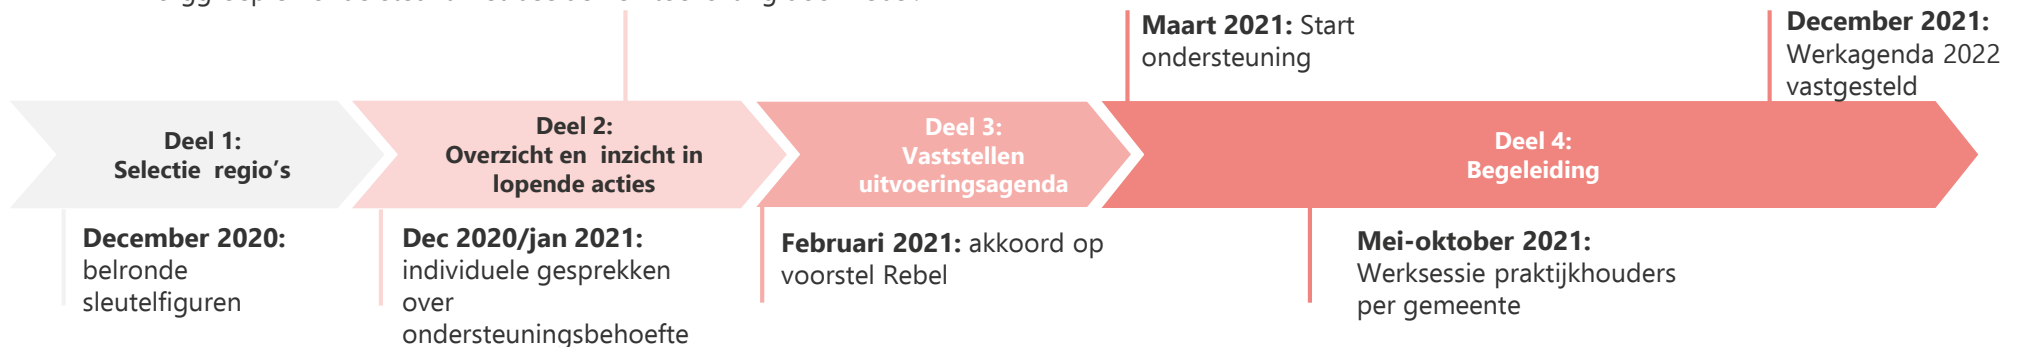 Maart 2021: Start
ondersteuning
December 2021:
Werkagenda 2022
vastgesteld
Deel 1:
Selectie regio's
Deel 2:
Overzicht en inzicht in
lopende acties
Deel 3:
Vaststellen
uitvoeringsagenda
Deel 4:
Begeleiding
December 2020:
belronde
sleutelfiguren
Dec 2020/jan 2021:
individuele gesprekken
over
ondersteuningsbehoefte
Februari 2021: akkoord op
voorstel Rebel
Mei-oktober 2021:
Werksessie praktijkhouders
per gemeente